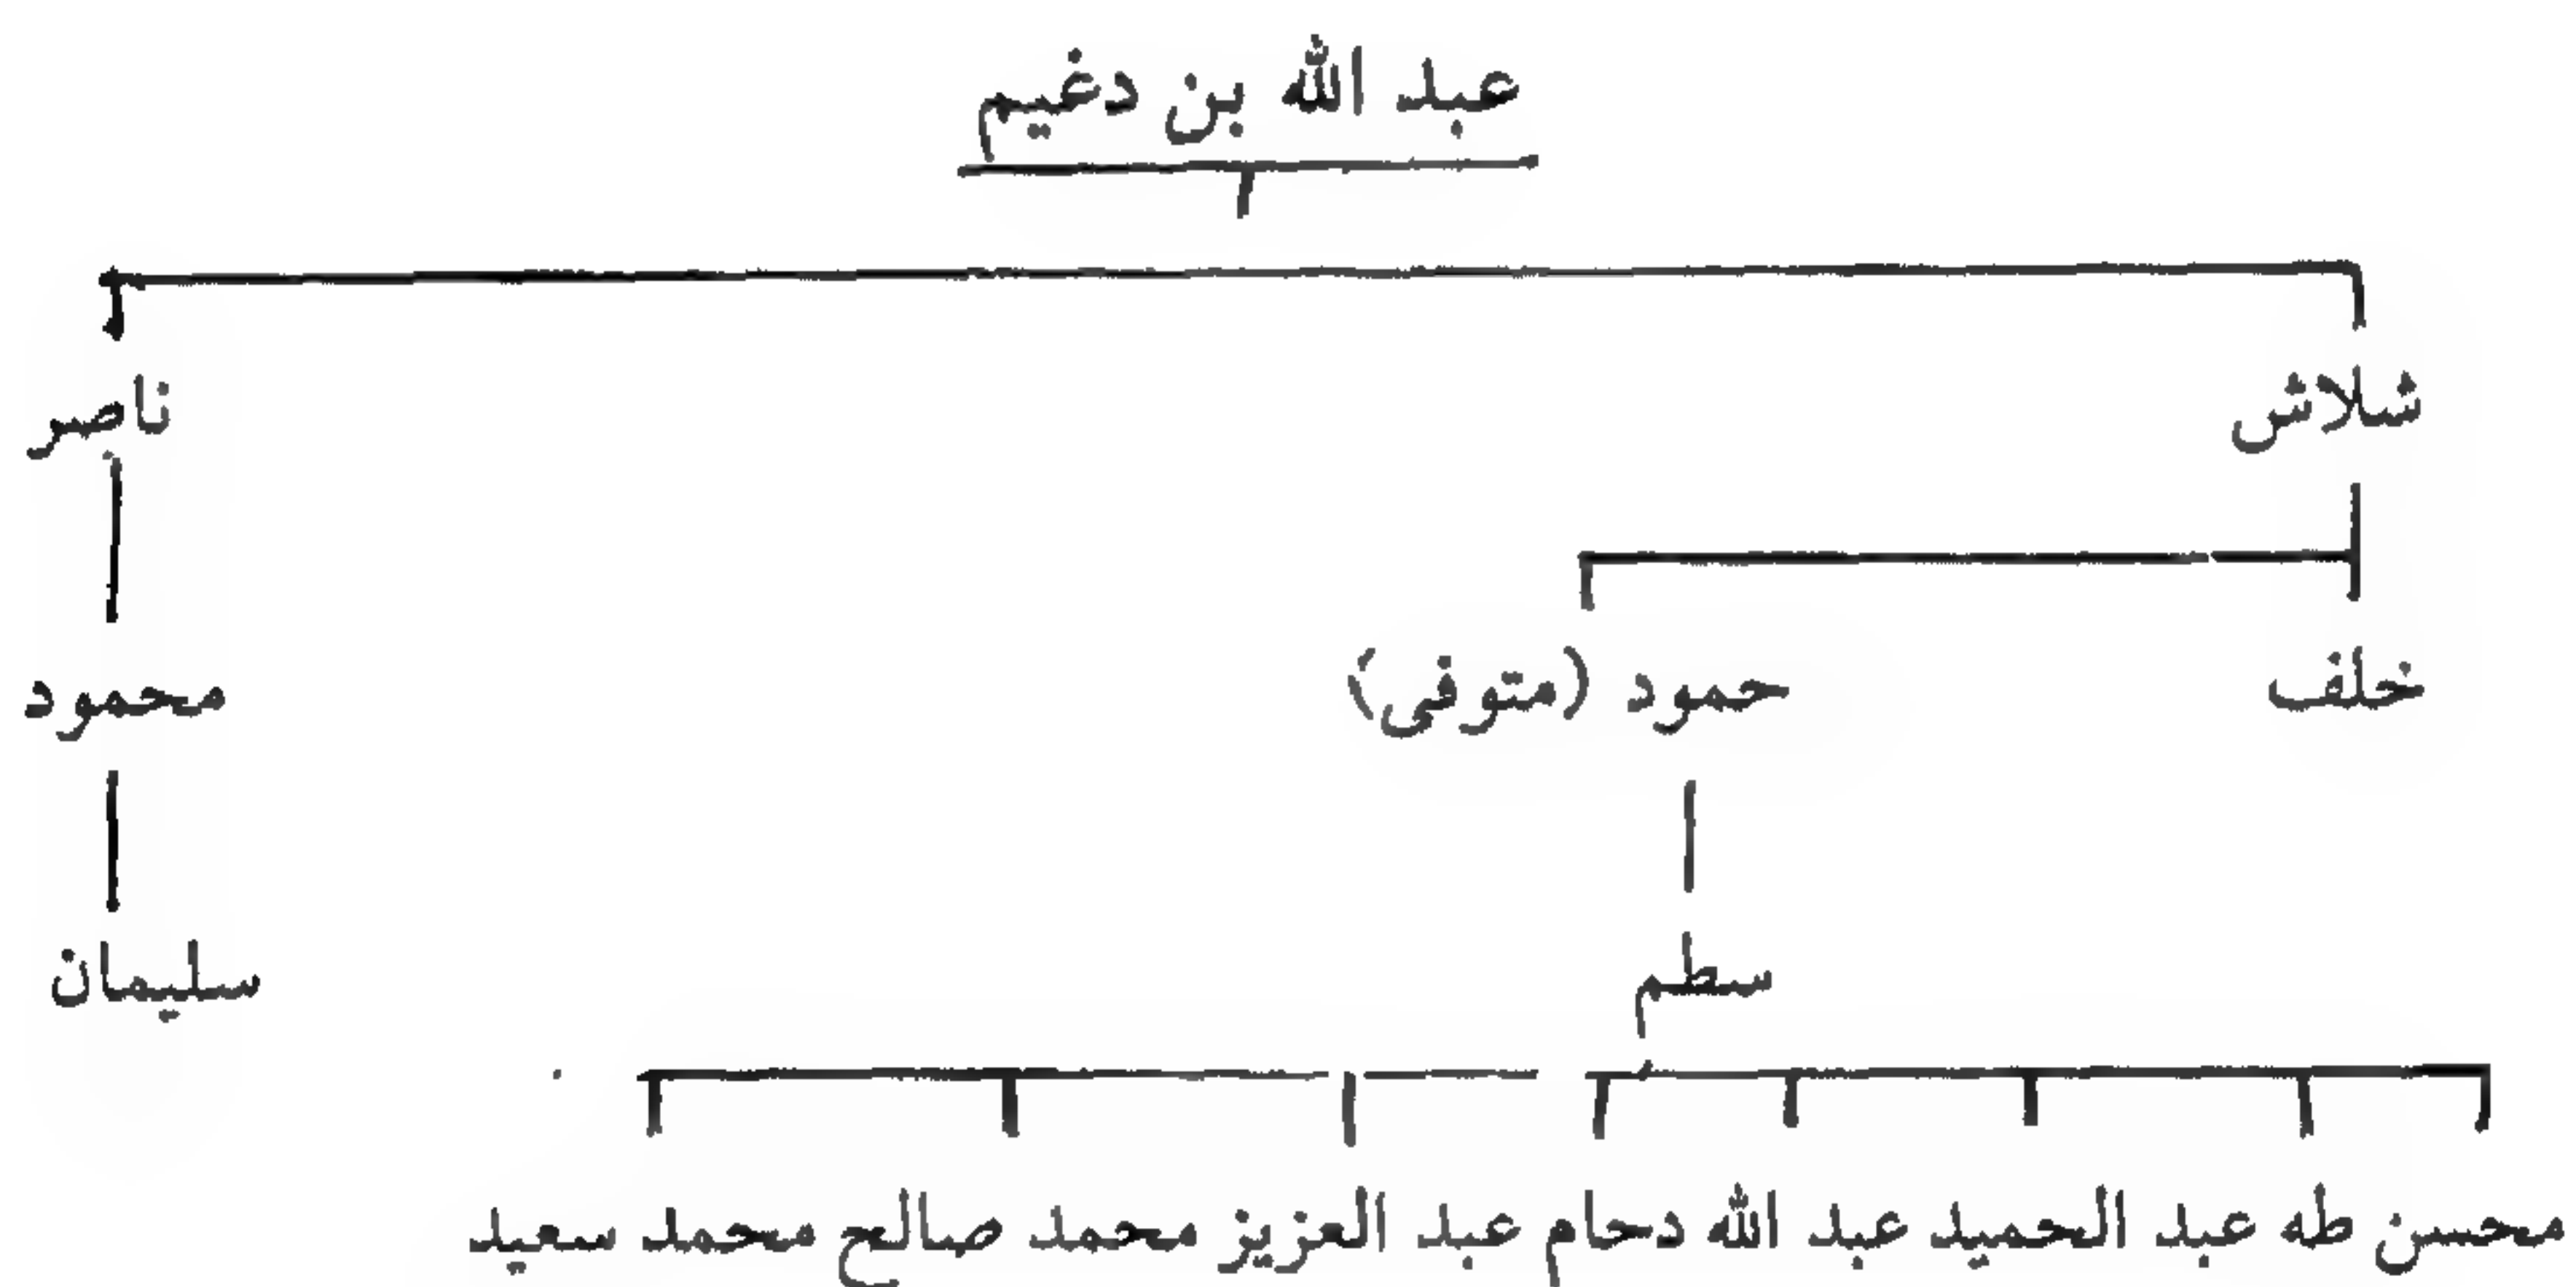 عبد الله بن دغيم
شلاش ناصر
خلف حمود (متوفى) محمود
سطم سليمان
محسن طه عبد الحميد عبد الله دحام عبد العزيز محمد صالح محمد سعيد